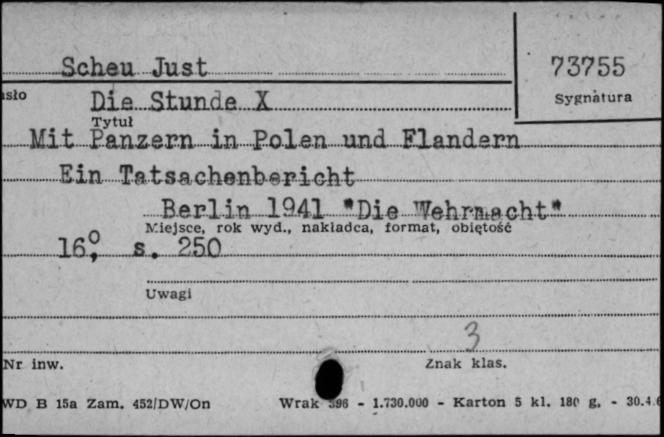 Scheu Just
73755
Sygnatura
Die Stunde X
Tytuł
Mit Panzern in Polen und Flandern
Ein Tatsachenbericht
Berlin 1941 "Die Wehrmacht"
Miejsce, rok wyd., nakładca, format, objętość
16°, s. 250
Uwagi
3
Nr inw.
Znak klas.
WD B 15a Zam. 452/DW/On
Wrak 396 - 1.730.000 - Karton 5 kl. 180 g. - 30.4.6